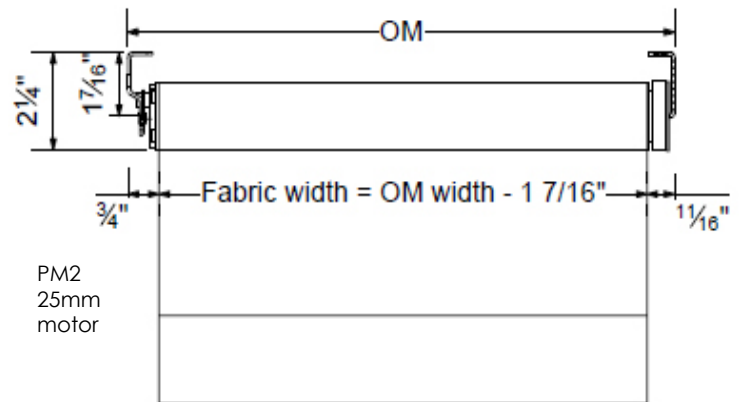 OM
2¼"
1⁷⁄₁₆"
¾"
Fabric width = OM width - 1 7/16"
¹¹⁄₁₆"
PM2
25mm
motor